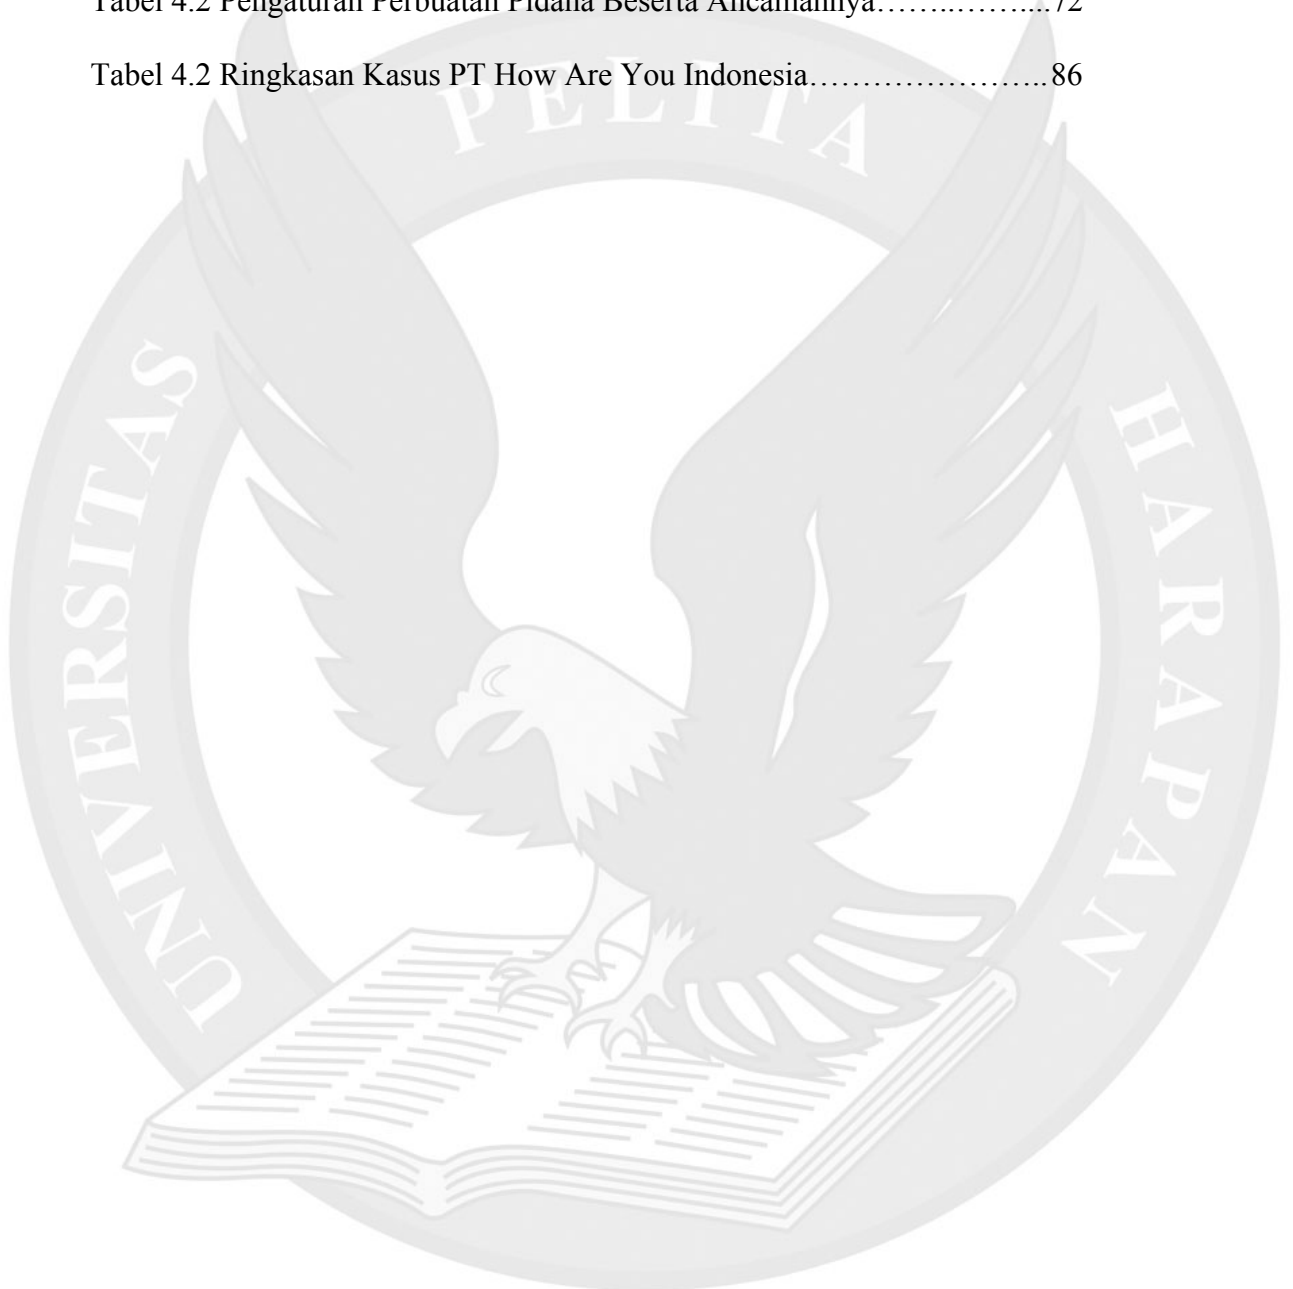 Tabel 4.2 Pengaturan Perbuatan Pidana Beserta Ancamannya……..……....72
Tabel 4.2 Ringkasan Kasus PT How Are You Indonesia…………………..86
UNIVERSITAS PELITA HARAPAN